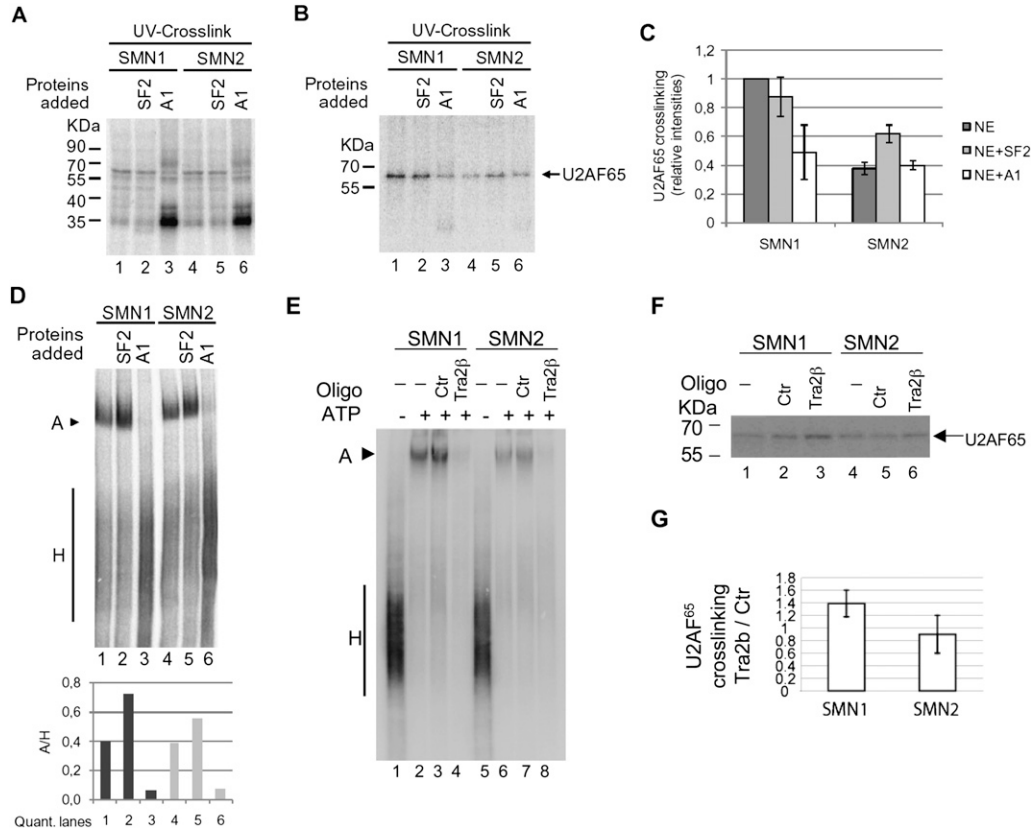 A
UV-Crosslink
SMN1 SMN2
Proteins added
SF2 A1 SF2 A1
KDa
90
70
55
40
35
1 2 3 4 5 6
B
UV-Crosslink
SMN1 SMN2
Proteins added
SF2 A1 SF2 A1
KDa
70
55
U2AF65
1 2 3 4 5 6
C
U2AF65 crosslinking
(relative intensities)
1,2
1
0,8
0,6
0,4
0,2
0
SMN1 SMN2
NE
NE+SF2
NE+A1
D
SMN1 SMN2
Proteins added
SF2 A1 SF2 A1
A
H
1 2 3 4 5 6
A/H
0,8
0,6
0,4
0,2
0,0
Quant. lanes 1 2 3 4 5 6
E
SMN1 SMN2
Oligo – – Ctr Tra2β – – Ctr Tra2β
ATP - + + + - + + +
A
H
1 2 3 4 5 6 7 8
F
SMN1 SMN2
Oligo – Ctr Tra2β – Ctr Tra2β
KDa
70
55
U2AF65
1 2 3 4 5 6
G
U2AF65
crosslinking
Tra2b / Ctr
1.8
1.6
1.4
1.2
1
0.8
0.6
0.4
0.2
0
SMN1 SMN2